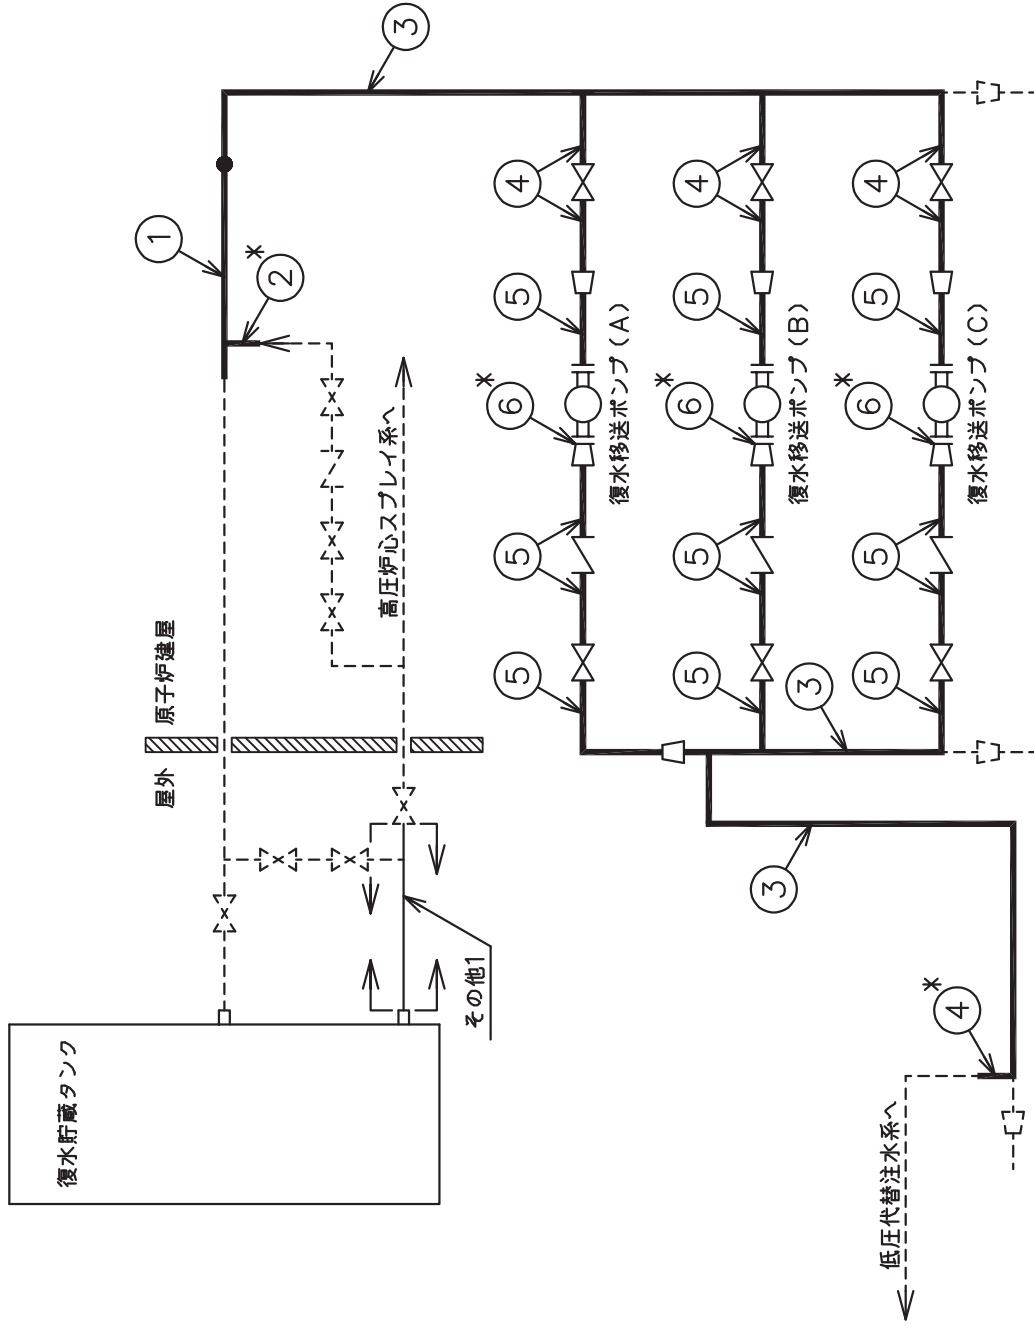 復水貯蔵タンク
屋外
原子炉建屋
1
2*
高圧炉心スプレイ系へ
3
その他1
5
5
6*
5
4
復水移送ポンプ(A)
5
5
6*
5
4
復水移送ポンプ(B)
3
3
5
5
6*
5
4
復水移送ポンプ(C)
低圧代替注水系へ
4*